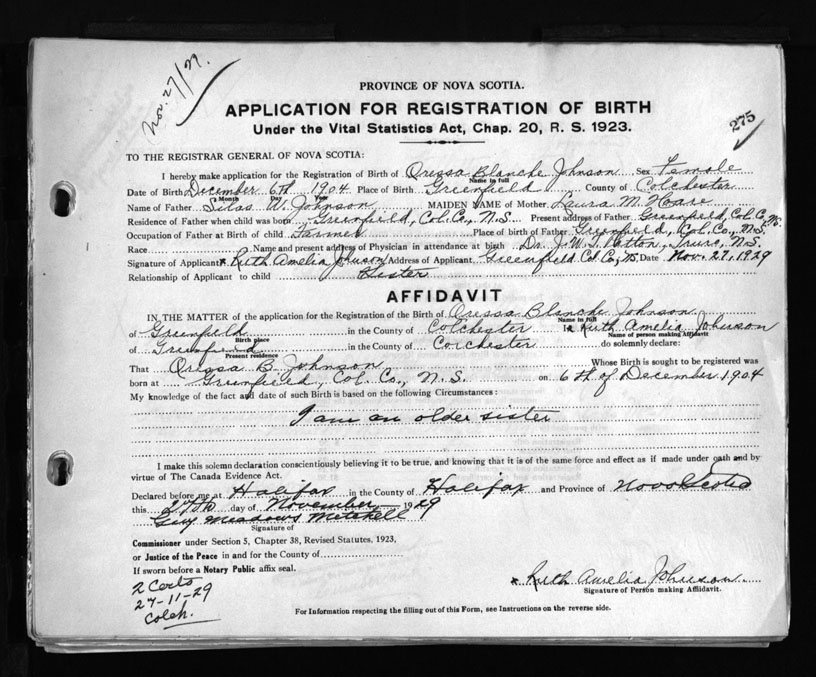 Nov. 27/29.
PROVINCE OF NOVA SCOTIA.
APPLICATION FOR REGISTRATION OF BIRTH
275
Under the Vital Statistics Act, Chap. 20, R. S. 1923.
TO THE REGISTRAR GENERAL OF NOVA SCOTIA:
I hereby make application for the Registration of Birth of Oressa Blanche Johnson Sex Female
Name in full
Date of Birth December 6th 1904 Place of Birth Greenfield County of Colchester
Month Day Year
Name of Father Silas W. Johnson MAIDEN NAME of Mother Laura M. Hoare
Residence of Father when child was born Greenfield, Col. Co., N.S. Present address of Father Greenfield, Col. Co., N.S.
Occupation of Father at Birth of child Farmer Place of birth of Father Greenfield, Col. Co., N.S.
Race Name and present address of Physician in attendance at birth Dr. J. W. T. Patton, Truro, N.S.
Signature of Applicant x Ruth Amelia Johnson Address of Applicant Greenfield Col. Co., N.S. Date Nov. 27, 1929
Relationship of Applicant to child Sister
AFFIDAVIT
IN THE MATTER of the application for the Registration of the Birth of Oressa Blanche Johnson
Name in full
of Greenfield in the County of Colchester I x Ruth Amelia Johnson
Birth place Name of person making Affidavit
of Greenfield in the County of Colchester do solemnly declare:
Present residence
That Oressa B. Johnson Whose Birth is sought to be registered was
born at Greenfield, Col. Co., N.S. on 6th of December 1904
My knowledge of the fact and date of such Birth is based on the following Circumstances:
I am an older sister
I make this solemn declaration conscientiously believing it to be true, and knowing that it is of the same force and effect as if made under oath and by
virtue of The Canada Evidence Act.
Declared before me at Halifax in the County of Halifax and Province of Nova Scotia
this 27th day of November 1929
Guy Meadows Mitchell
Signature of
Commissioner under Section 5, Chapter 38, Revised Statutes, 1923,
or Justice of the Peace in and for the County of
If sworn before a Notary Public affix seal.
2 Certs
27-11-29
Colch.
x Ruth Amelia Johnson
Signature of Person making Affidavit.
For Information respecting the filling out of this Form, see Instructions on the reverse side.